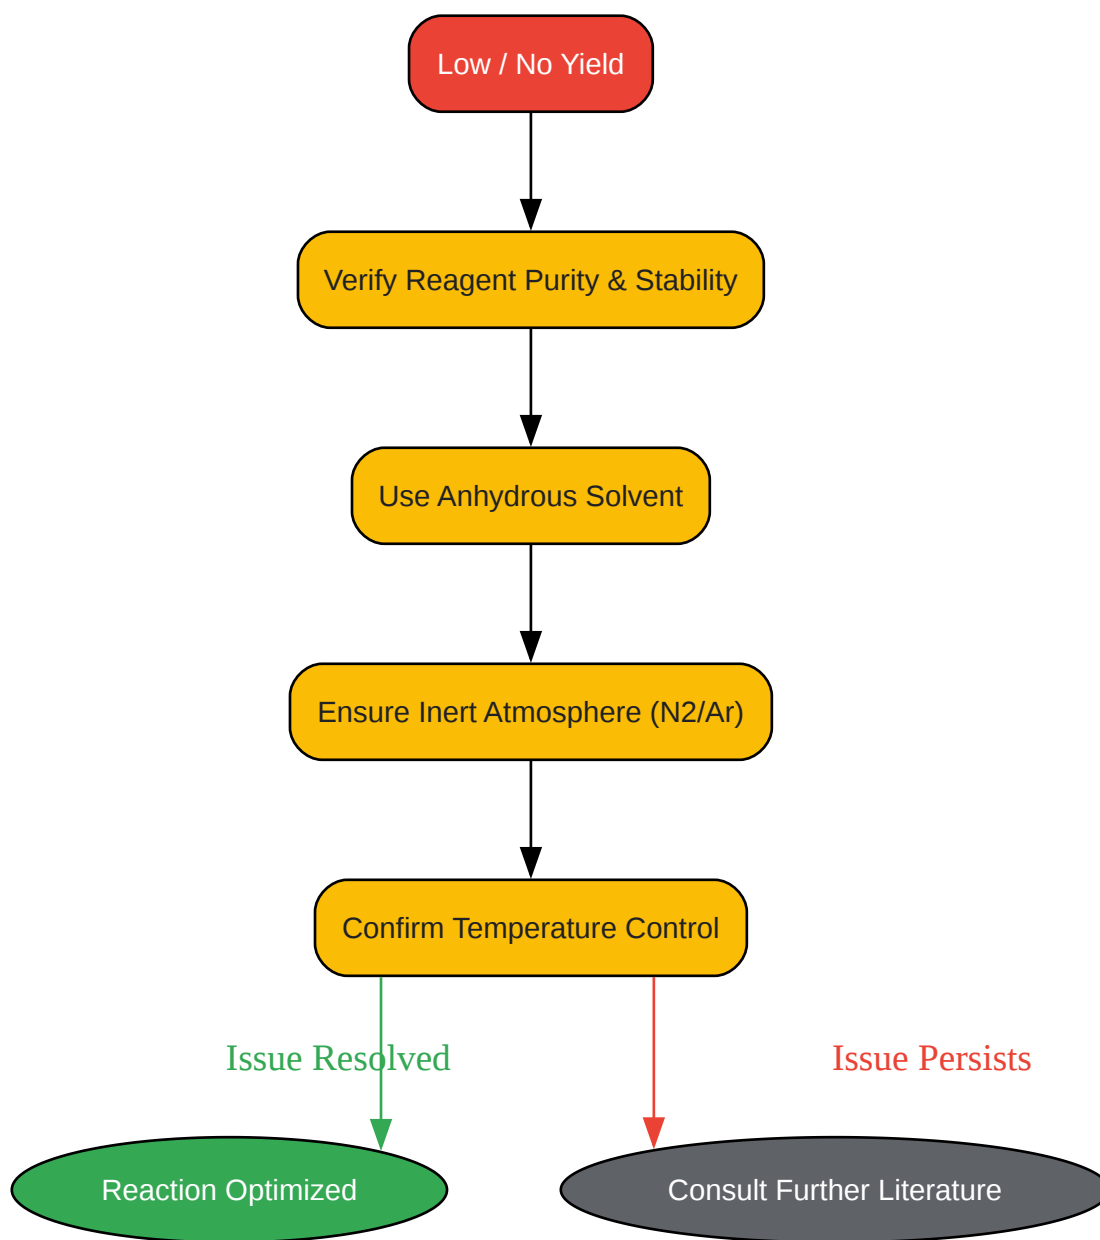 Low / No Yield
Verify Reagent Purity & Stability
Use Anhydrous Solvent
Ensure Inert Atmosphere (N2/Ar)
Confirm Temperature Control
Issue Resolved
Issue Persists
Reaction Optimized
Consult Further Literature